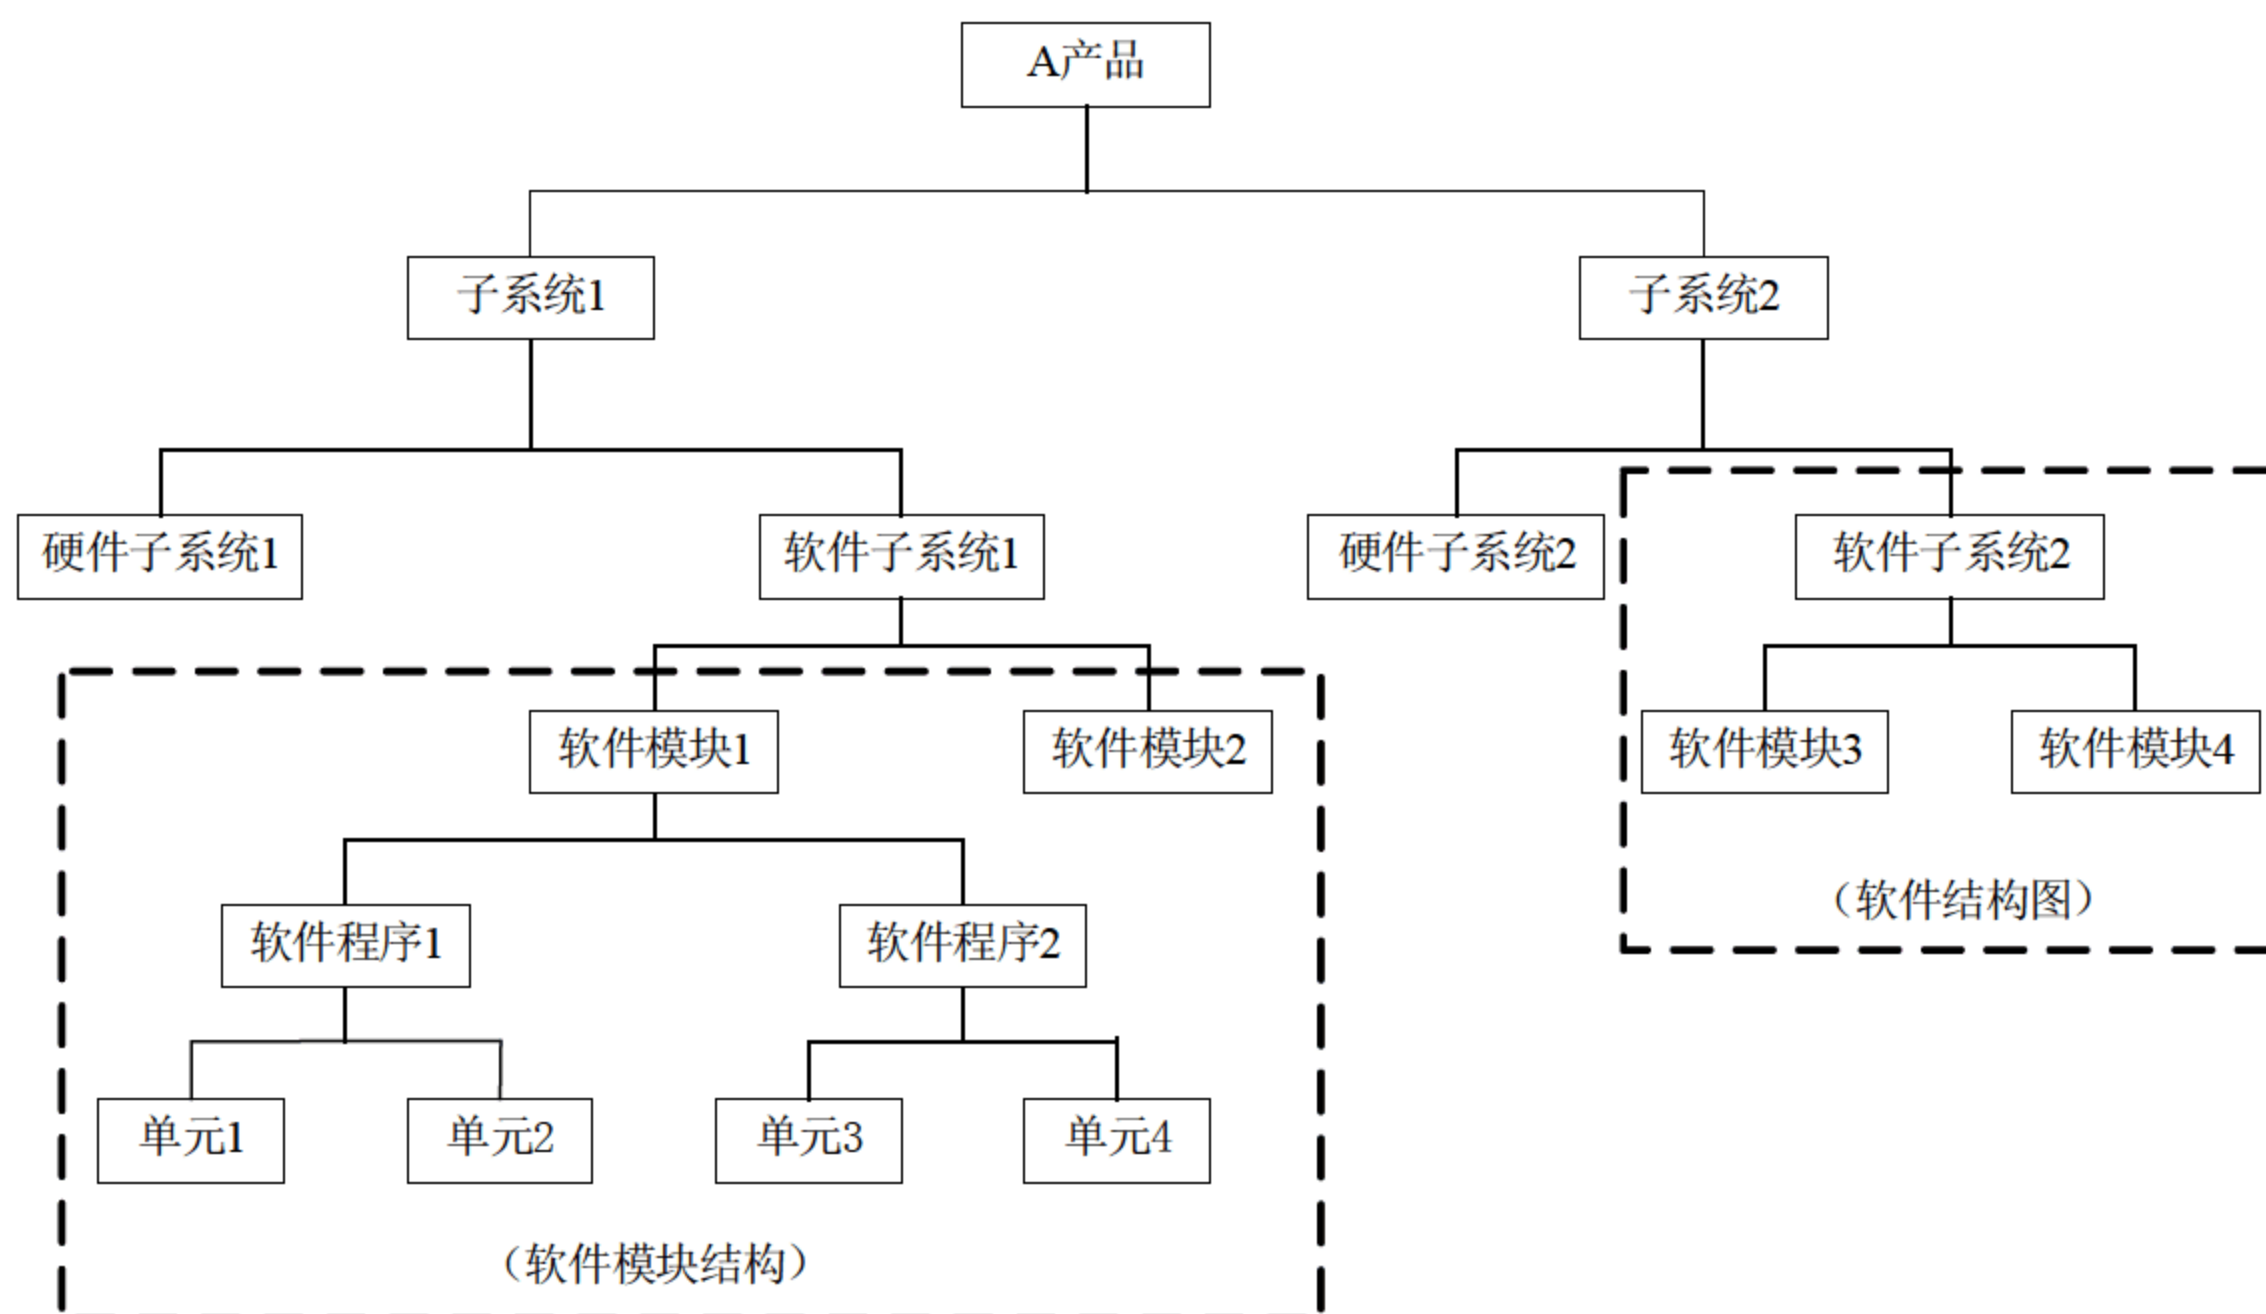 A产品
子系统1
子系统2
硬件子系统1
软件子系统1
硬件子系统2
软件子系统2
软件模块1
软件模块2
软件模块3
软件模块4
（软件结构图）
软件程序1
软件程序2
单元1
单元2
单元3
单元4
（软件模块结构）